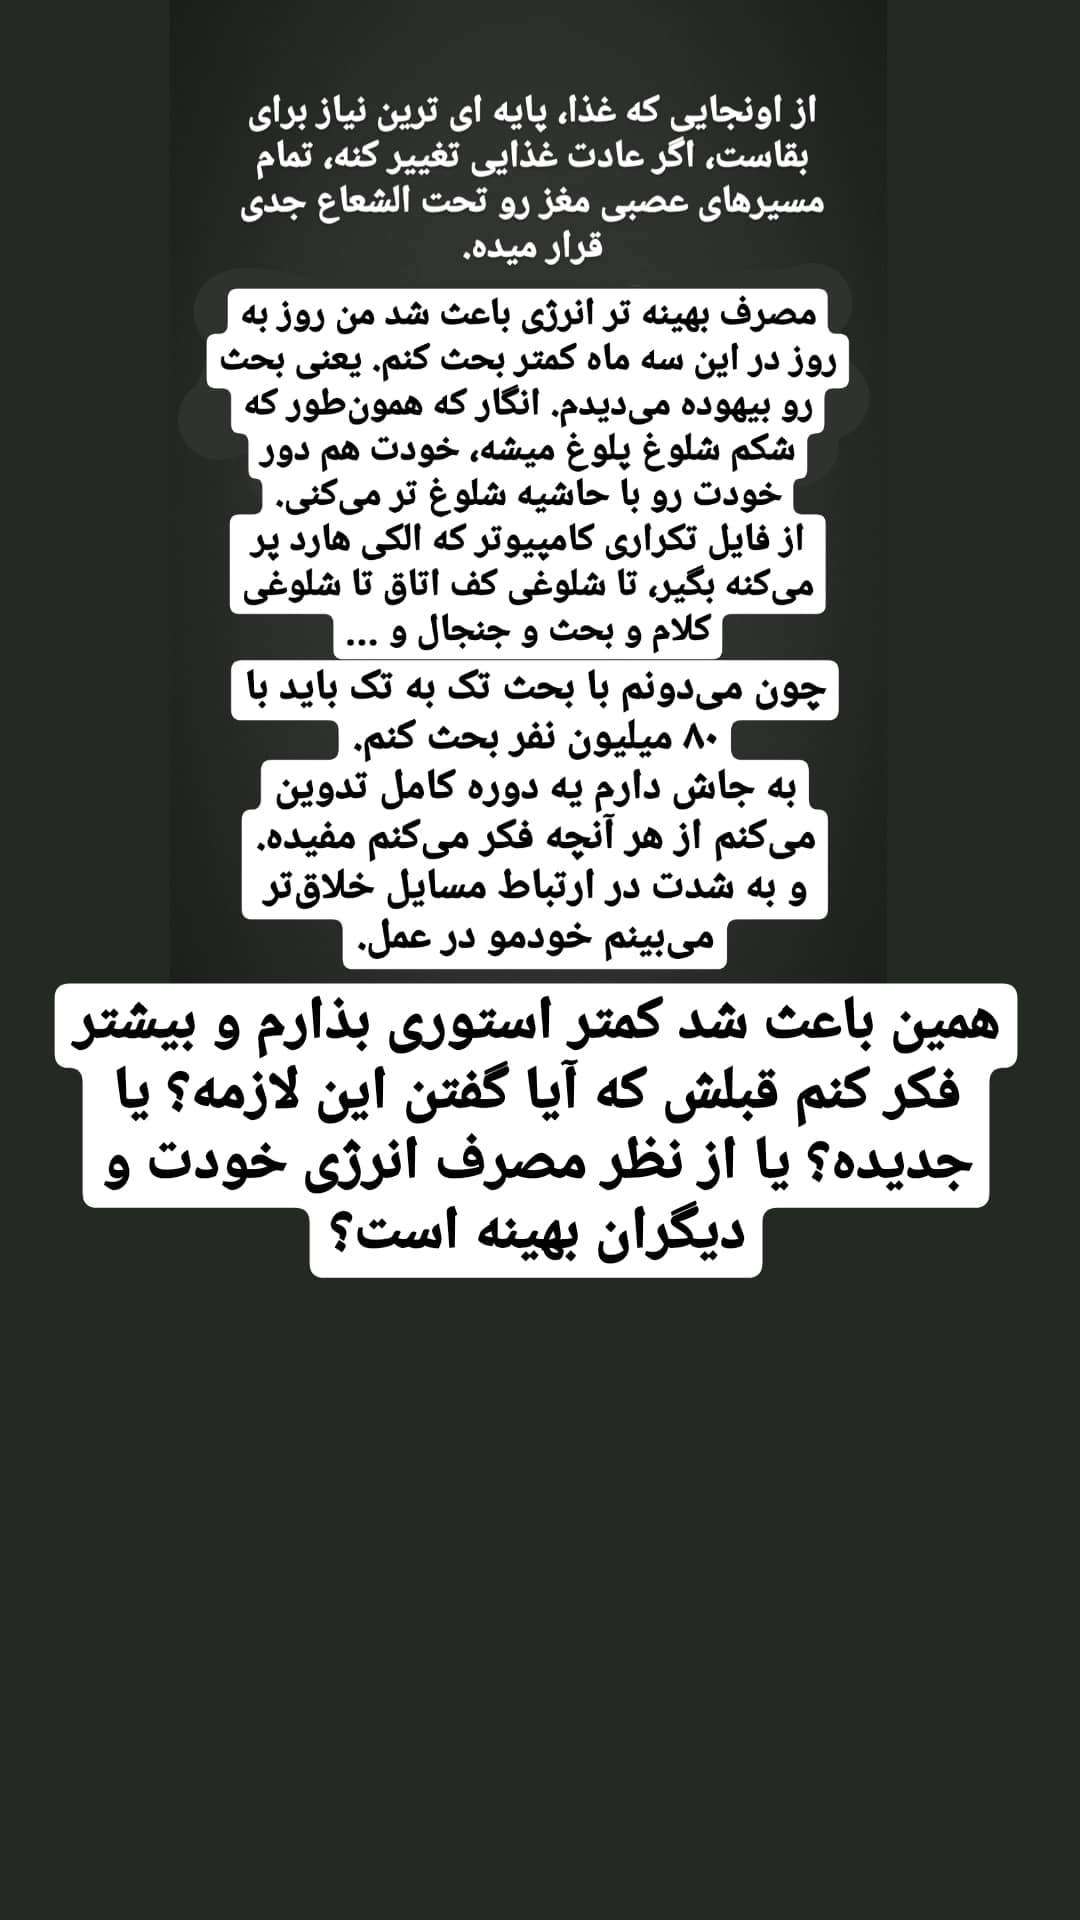 از اونجایی که غذا، پایه ای ترین نیاز برای
بقاست، اگر عادت غذایی تغییر کنه، تمام
مسیرهای عصبی مغز رو تحت الشعاع جدی
قرار میده.
مصرف بهینه تر انرژی باعث شد من روز به
روز در این سه ماه کمتر بحث کنم. یعنی بحث
رو بیهوده می‌دیدم. انگار که همون‌طور که
شکم شلوغ پلوغ میشه، خودت هم دور
خودت رو با حاشیه شلوغ تر می‌کنی.
از فایل تکراری کامپیوتر که الکی هارد پر
می‌کنه بگیر، تا شلوغی کف اتاق تا شلوغی
کلام و بحث و جنجال و ...
چون می‌دونم با بحث تک به تک باید با
۸۰ میلیون نفر بحث کنم.
به جاش دارم یه دوره کامل تدوین
می‌کنم از هر آنچه فکر می‌کنم مفیده.
و به شدت در ارتباط مسایل خلاق‌تر
می‌بینم خودمو در عمل.
همین باعث شد کمتر استوری بذارم و بیشتر
فکر کنم قبلش که آیا گفتن این لازمه؟ یا
جدیده؟ یا از نظر مصرف انرژی خودت و
دیگران بهینه است؟